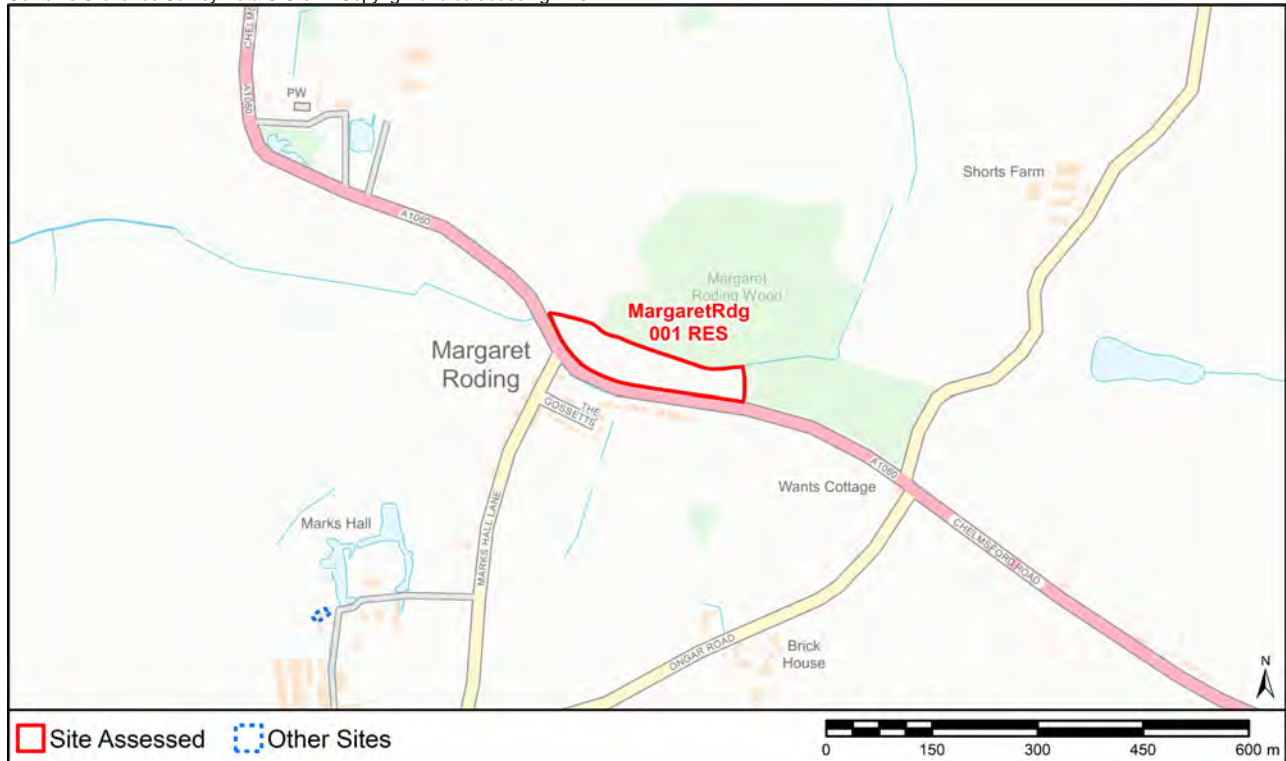 CHELMS
A1060
PW
A1060
Shorts Farm
Margaret
Roding Wood
MargaretRdg
001 RES
Margaret
Roding
THE
GOSSETTS
Wants Cottage
A1060
CHELMSFORD ROAD
Marks Hall
MARKS HALL LANE
ONGAR ROAD
Brick
House
N
Site Assessed
Other Sites
0 150 300 450 600 m